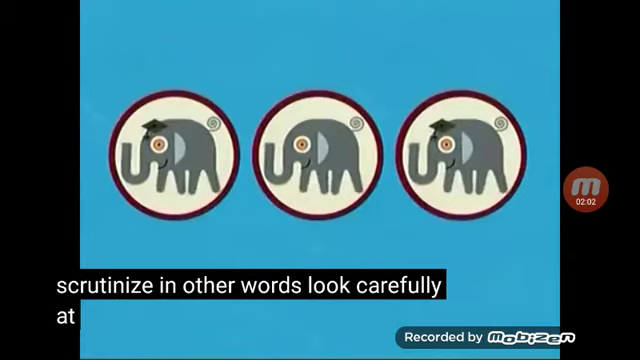 02:02
scrutinize in other words look carefully
at
Recorded by Mobizen